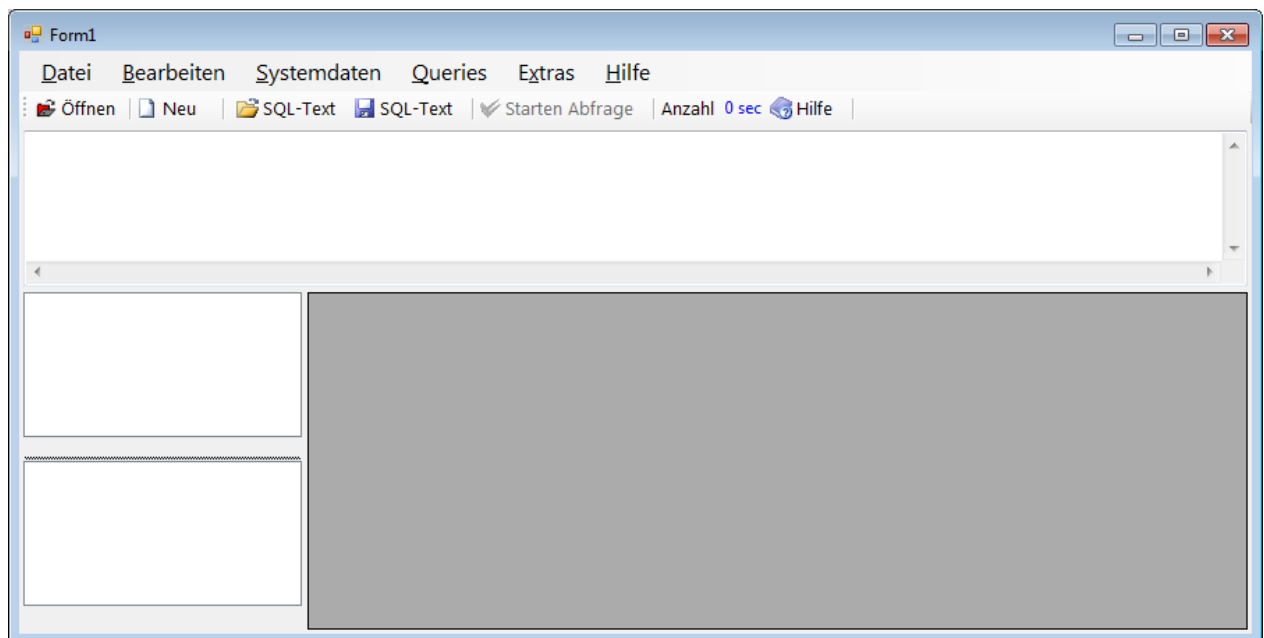 Form1
Datei Bearbeiten Systemdaten Queries Extras Hilfe
Öffnen Neu SQL-Text SQL-Text Starten Abfrage Anzahl 0 sec Hilfe